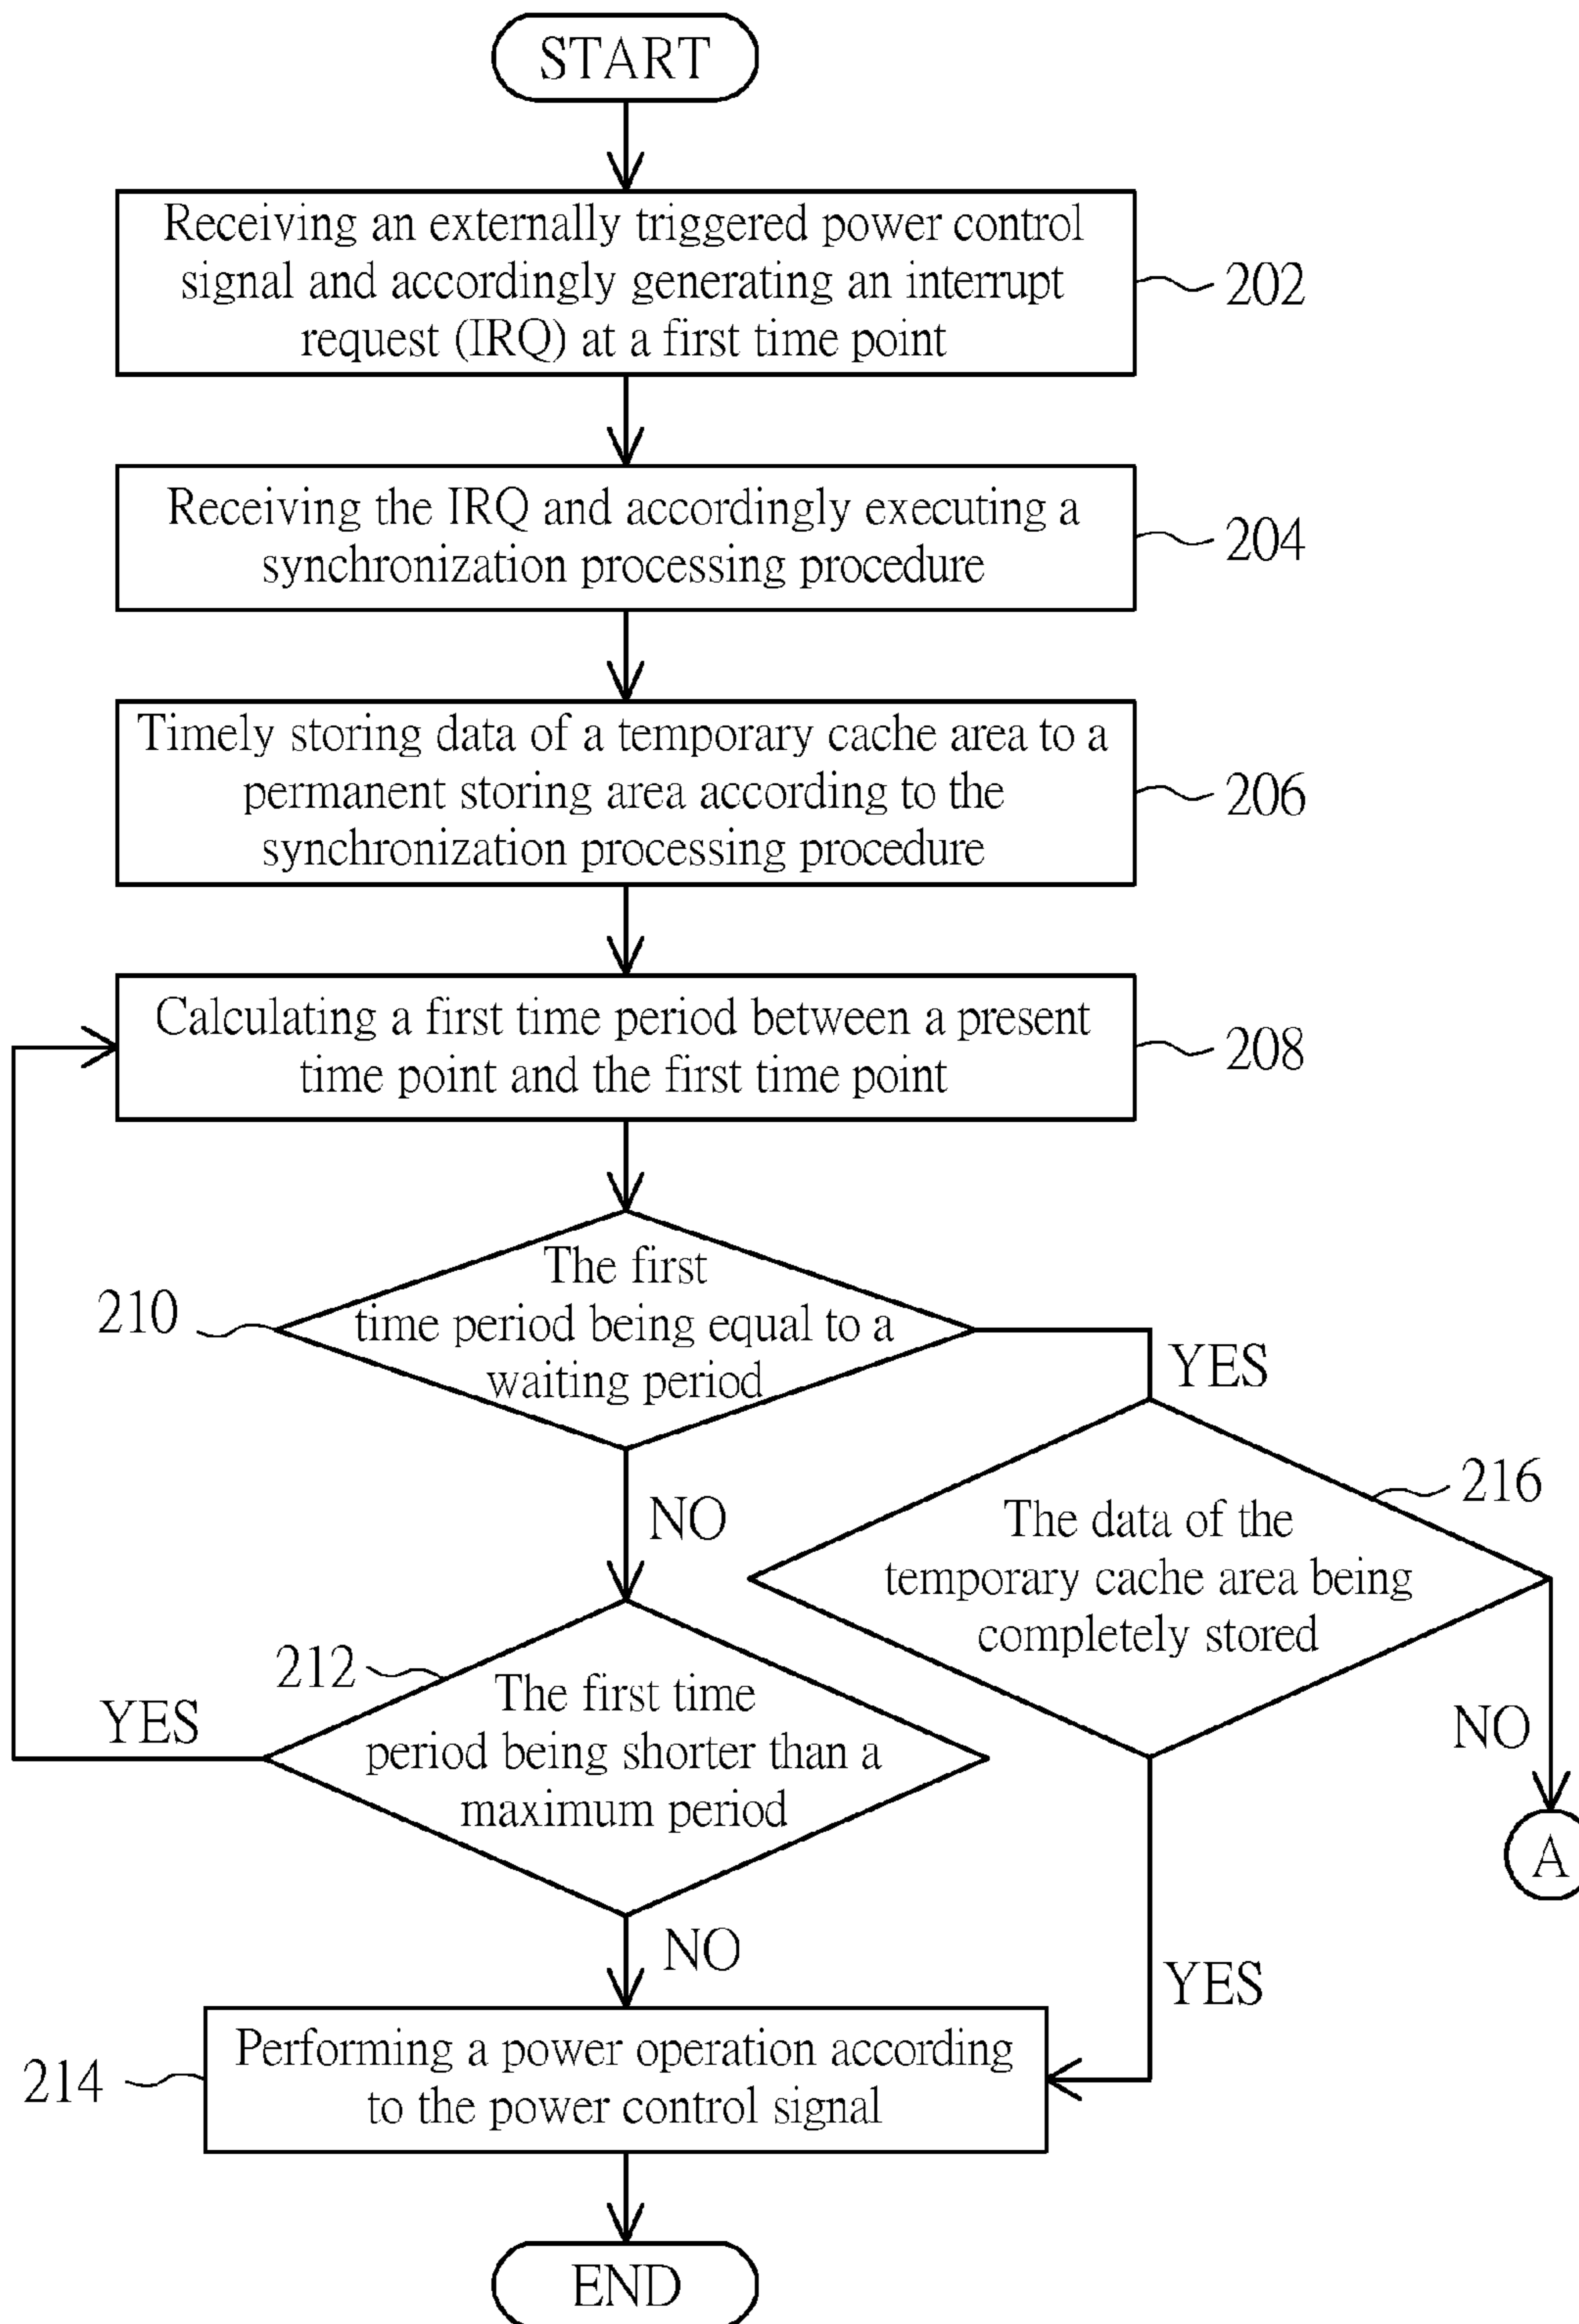 START
Receiving an externally triggered power control
signal and accordingly generating an interrupt
request (IRQ) at a first time point
202
Receiving the IRQ and accordingly executing a
synchronization processing procedure
204
Timely storing data of a temporary cache area to a
permanent storing area according to the
synchronization processing procedure
206
Calculating a first time period between a present
time point and the first time point
208
The first
time period being equal to a
waiting period
210
YES
NO
The data of the
temporary cache area being
completely stored
216
212
The first time
period being shorter than a
maximum period
YES
NO
A
NO
YES
Performing a power operation according
to the power control signal
214
END